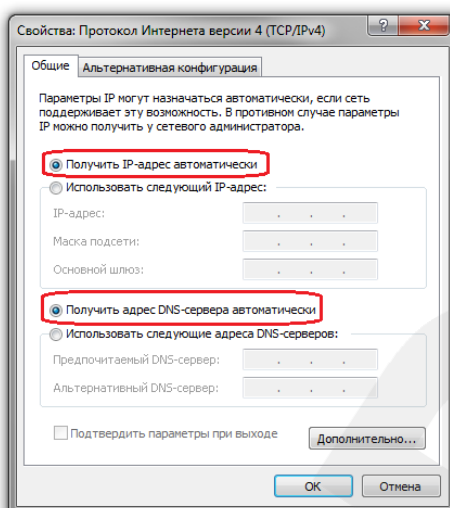 Свойства: Протокол Интернета версии 4 (TCP/IPv4)
Общие
Альтернативная конфигурация
Параметры IP могут назначаться автоматически, если сеть
поддерживает эту возможность. В противном случае параметры
IP можно получить у сетевого администратора.
Получить IP-адрес автоматически
Использовать следующий IP-адрес:
IP-адрес:
Маска подсети:
Основной шлюз:
Получить адрес DNS-сервера автоматически
Использовать следующие адреса DNS-серверов:
Предпочитаемый DNS-сервер:
Альтернативный DNS-сервер:
Подтвердить параметры при выходе
Дополнительно...
OK
Отмена